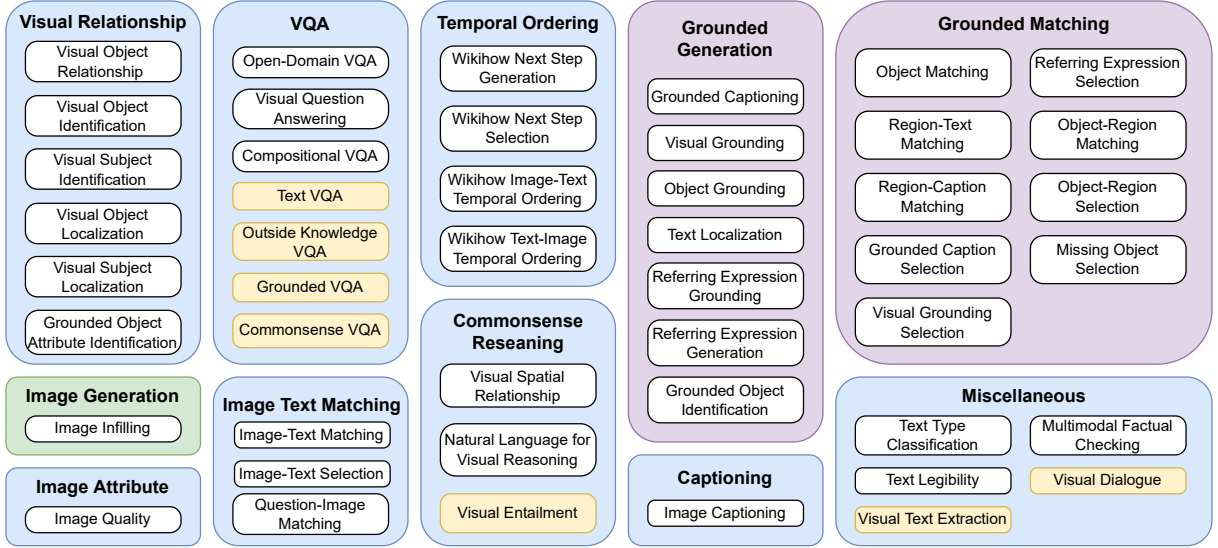 Visual Relationship
Visual Object
Relationship
Visual Object
Identification
Visual Subject
Identification
Visual Object
Localization
Visual Subject
Localization
Grounded Object
Attribute Identification
Image Generation
Image Infilling
Image Attribute
Image Quality
VQA
Open-Domain VQA
Visual Question
Answering
Compositional VQA
Text VQA
Outside Knowledge
VQA
Grounded VQA
Commonsense VQA
Image Text Matching
Image-Text Matching
Image-Text Selection
Question-Image
Matching
Temporal Ordering
Wikihow Next Step
Generation
Wikihow Next Step
Selection
Wikihow Image-Text
Temporal Ordering
Wikihow Text-Image
Temporal Ordering
Commonsense
Reseaning
Visual Spatial
Relationship
Natural Language for
Visual Reasoning
Visual Entailment
Grounded
Generation
Grounded Captioning
Visual Grounding
Object Grounding
Text Localization
Referring Expression
Grounding
Referring Expression
Generation
Grounded Object
Identification
Captioning
Image Captioning
Grounded Matching
Object Matching
Referring Expression
Selection
Region-Text
Matching
Object-Region
Matching
Region-Caption
Matching
Object-Region
Selection
Grounded Caption
Selection
Missing Object
Selection
Visual Grounding
Selection
Miscellaneous
Text Type
Classification
Multimodal Factual
Checking
Text Legibility
Visual Dialogue
Visual Text Extraction